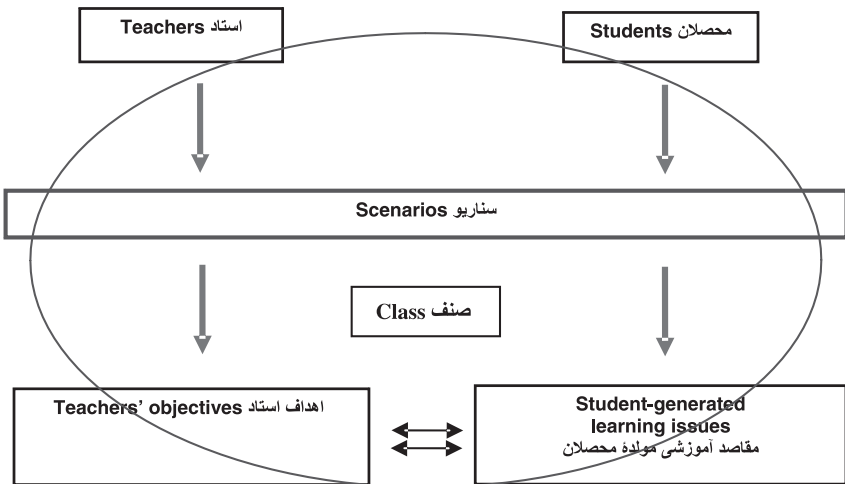 Teachers استاد
Students محصلان
Scenarios سناریو
Class صنف
Teachers' objectives اهداف استاد
Student-generated
learning issues
مقاصد آموزشی مولدۀ محصلان